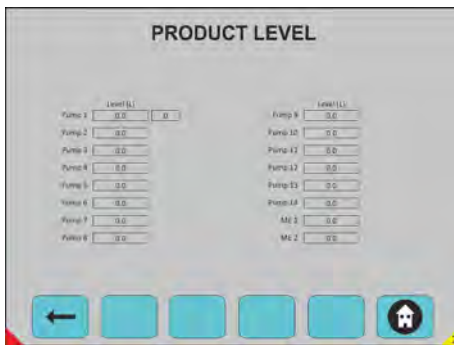 PRODUCT LEVEL
Level (L)
Pump 1 0.0 0
Pump 2 0.0
Pump 3 0.0
Pump 4 0.0
Pump 5 0.0
Pump 6 0.0
Pump 7 0.0
Pump 8 0.0
Level (L)
Pump 9 0.0
Pump 10 0.0
Pump 11 0.0
Pump 12 0.0
Pump 13 0.0
Pump 14 0.0
ME 1 0.0
ME 2 0.0